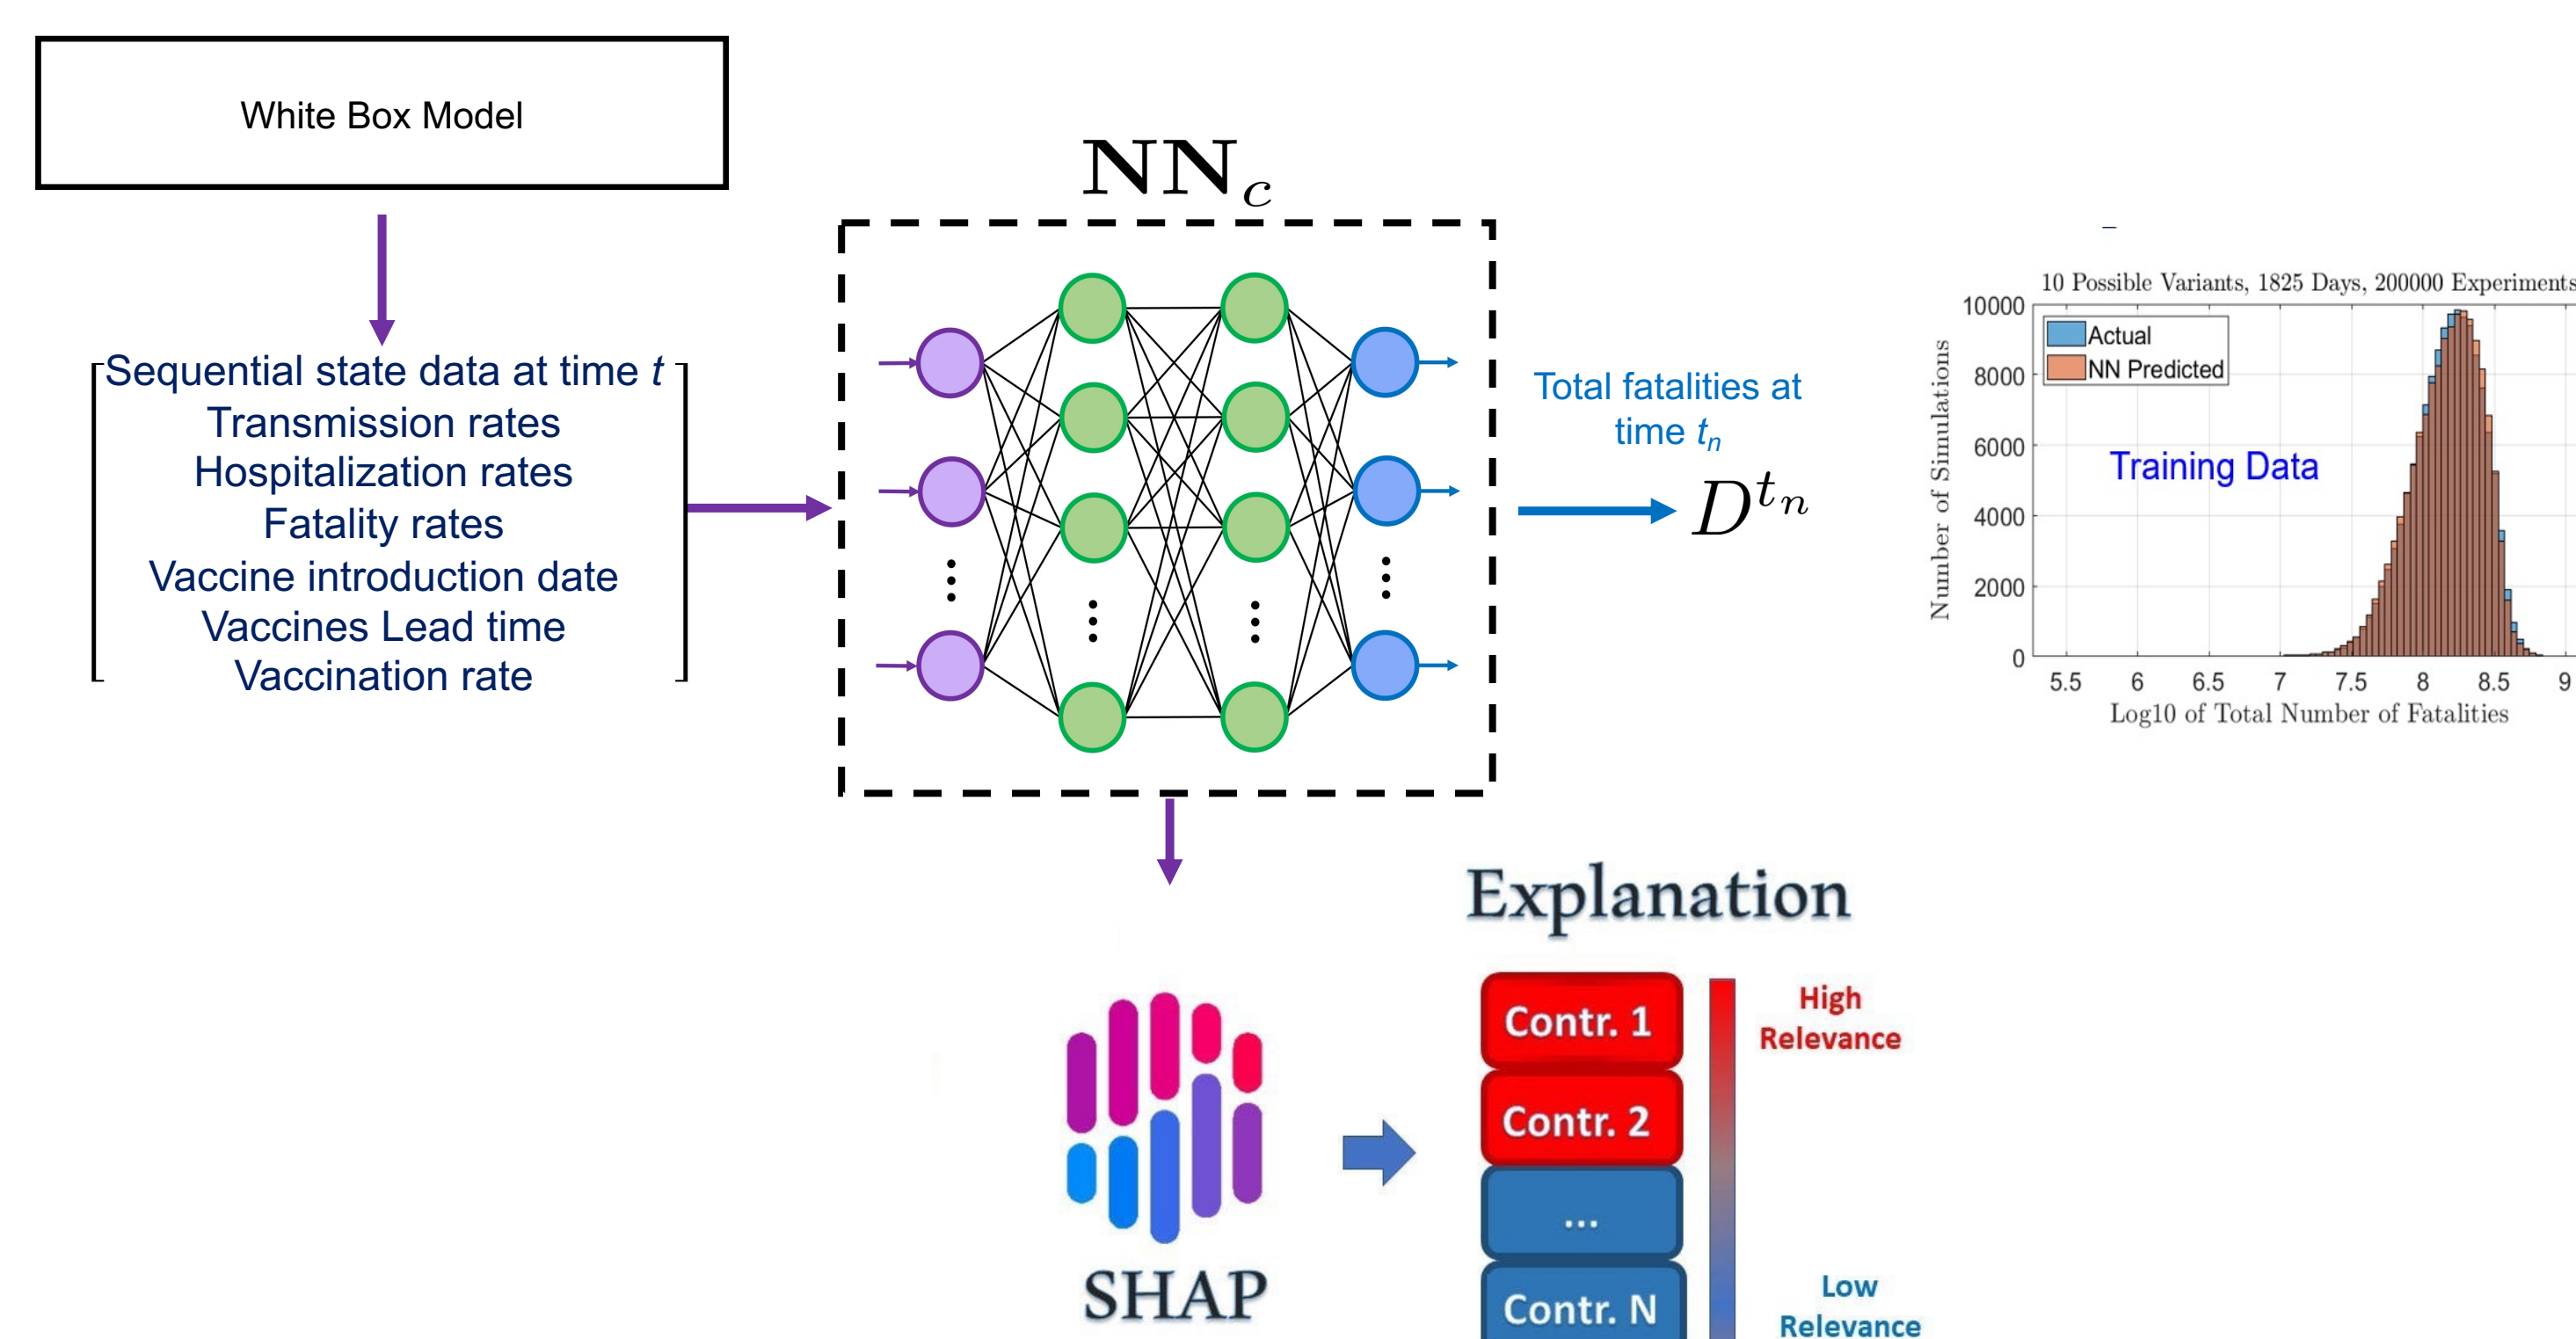 White Box Model
Sequential state data at time t
Transmission rates
Hospitalization rates
Fatality rates
Vaccine introduction date
Vaccines Lead time
Vaccination rate
NNc
Total fatalities at
time tn
D^tn
10 Possible Variants, 1825 Days, 200000 Experiments
Number of Simulations
10000
8000
6000
4000
2000
0
Actual
NN Predicted
Training Data
5.5 6 6.5 7 7.5 8 8.5 9
Log10 of Total Number of Fatalities
SHAP
Explanation
Contr. 1
Contr. 2
...
Contr. N
High
Relevance
Low
Relevance